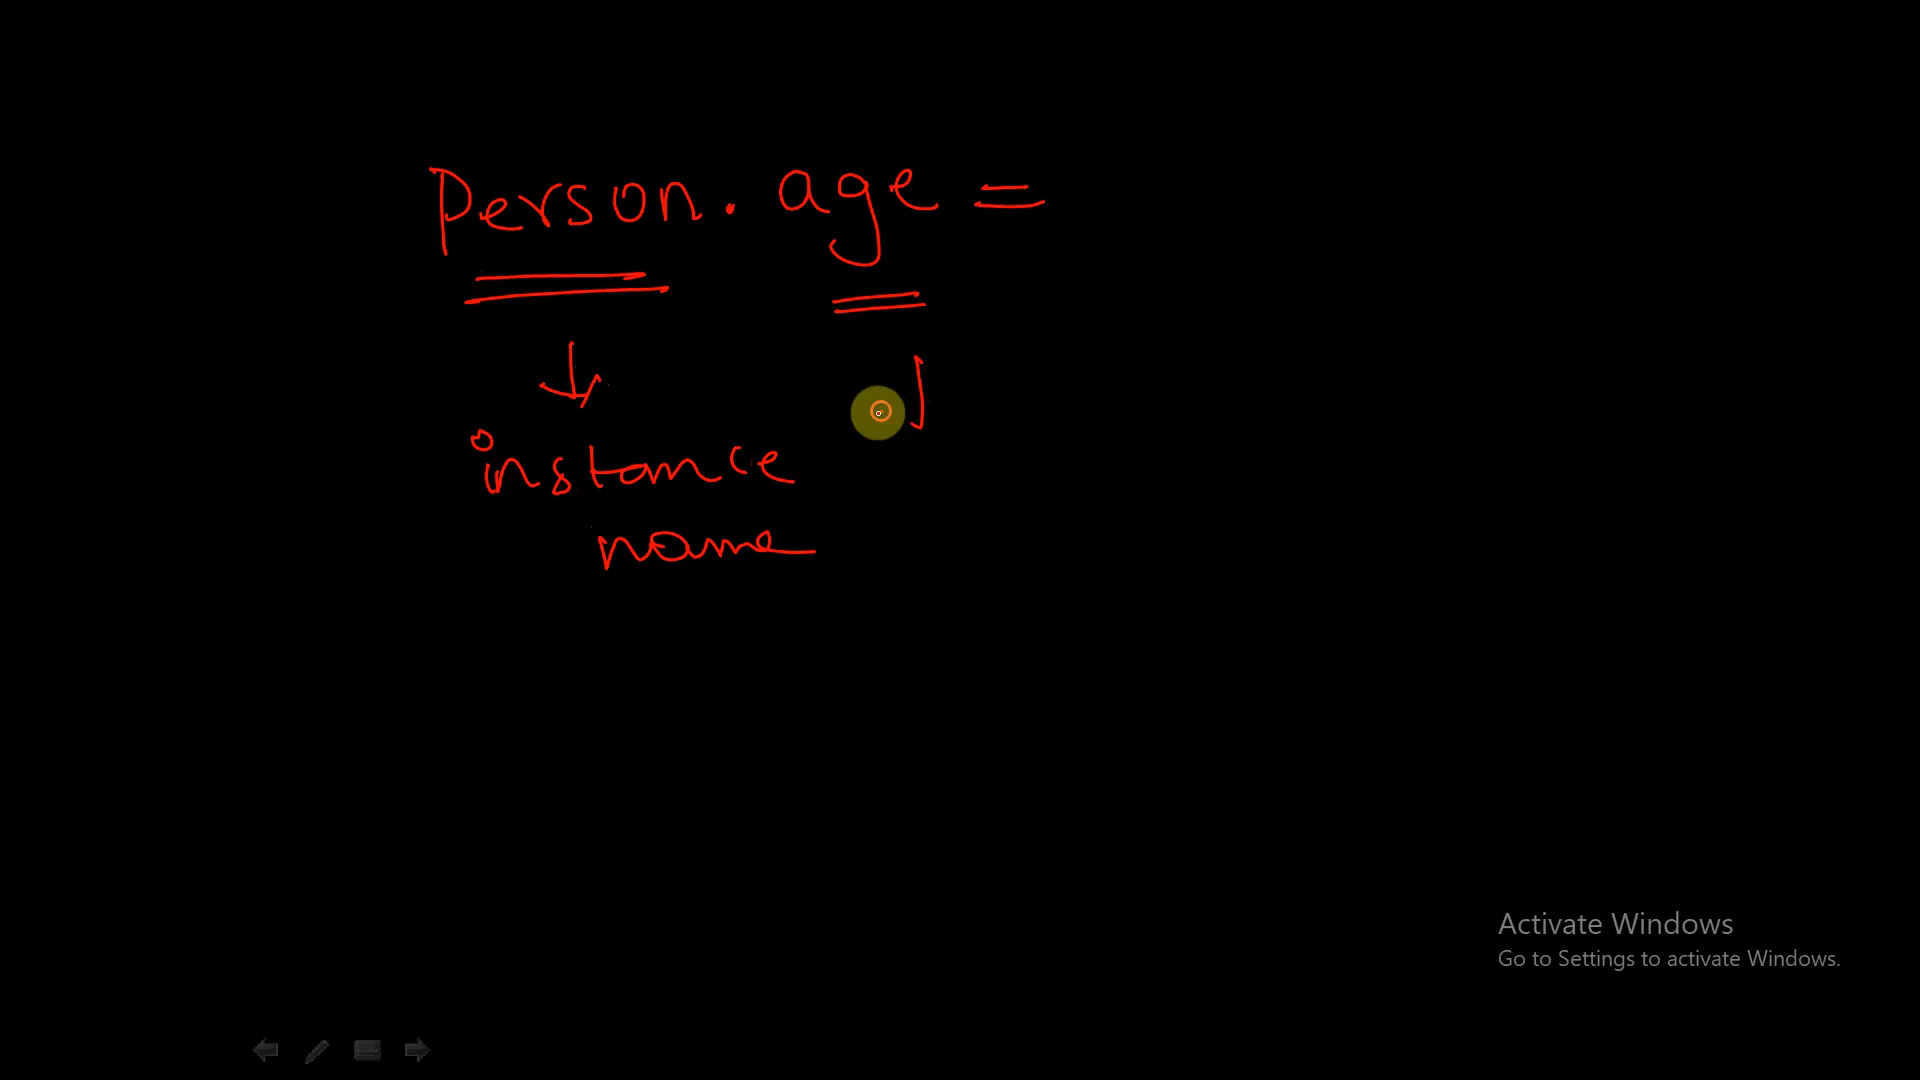 Person.age =
instance
name
Activate Windows
Go to Settings to activate Windows.